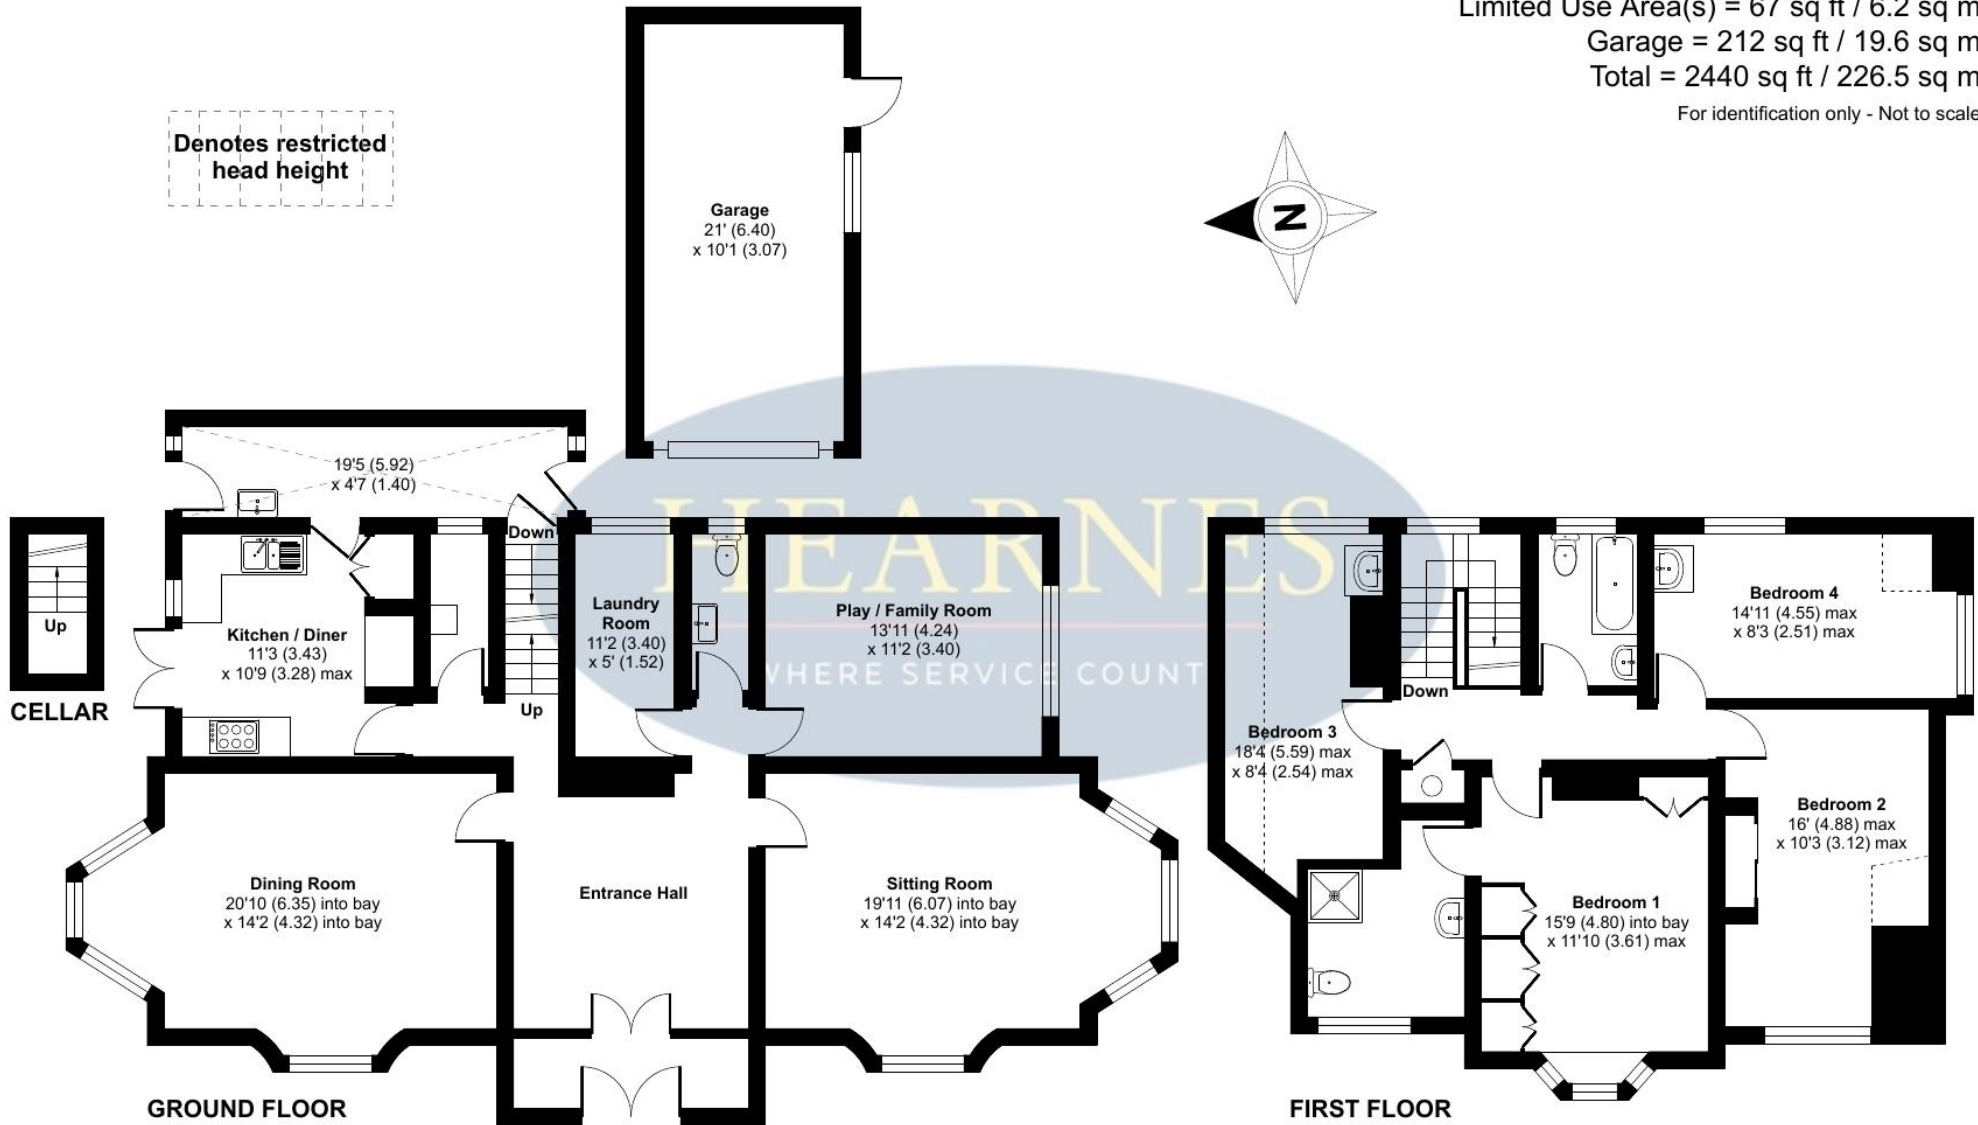 Limited Use Area(s) = 67 sq ft / 6.2 sq m
Garage = 212 sq ft / 19.6 sq m
Total = 2440 sq ft / 226.5 sq m
For identification only - Not to scale
Denotes restricted
head height
Garage
21' (6.40)
x 10'1 (3.07)
N
19'5 (5.92)
x 4'7 (1.40)
Up
CELLAR
Kitchen / Diner
11'3 (3.43)
x 10'9 (3.28) max
Down
Up
Laundry
Room
11'2 (3.40)
x 5' (1.52)
Play / Family Room
13'11 (4.24)
x 11'2 (3.40)
HEARNES
WHERE SERVICE COUNT
Dining Room
20'10 (6.35) into bay
x 14'2 (4.32) into bay
Entrance Hall
Sitting Room
19'11 (6.07) into bay
x 14'2 (4.32) into bay
GROUND FLOOR
Bedroom 4
14'11 (4.55) max
x 8'3 (2.51) max
Down
Bedroom 3
18'4 (5.59) max
x 8'4 (2.54) max
Bedroom 2
16' (4.88) max
x 10'3 (3.12) max
Bedroom 1
15'9 (4.80) into bay
x 11'10 (3.61) max
FIRST FLOOR